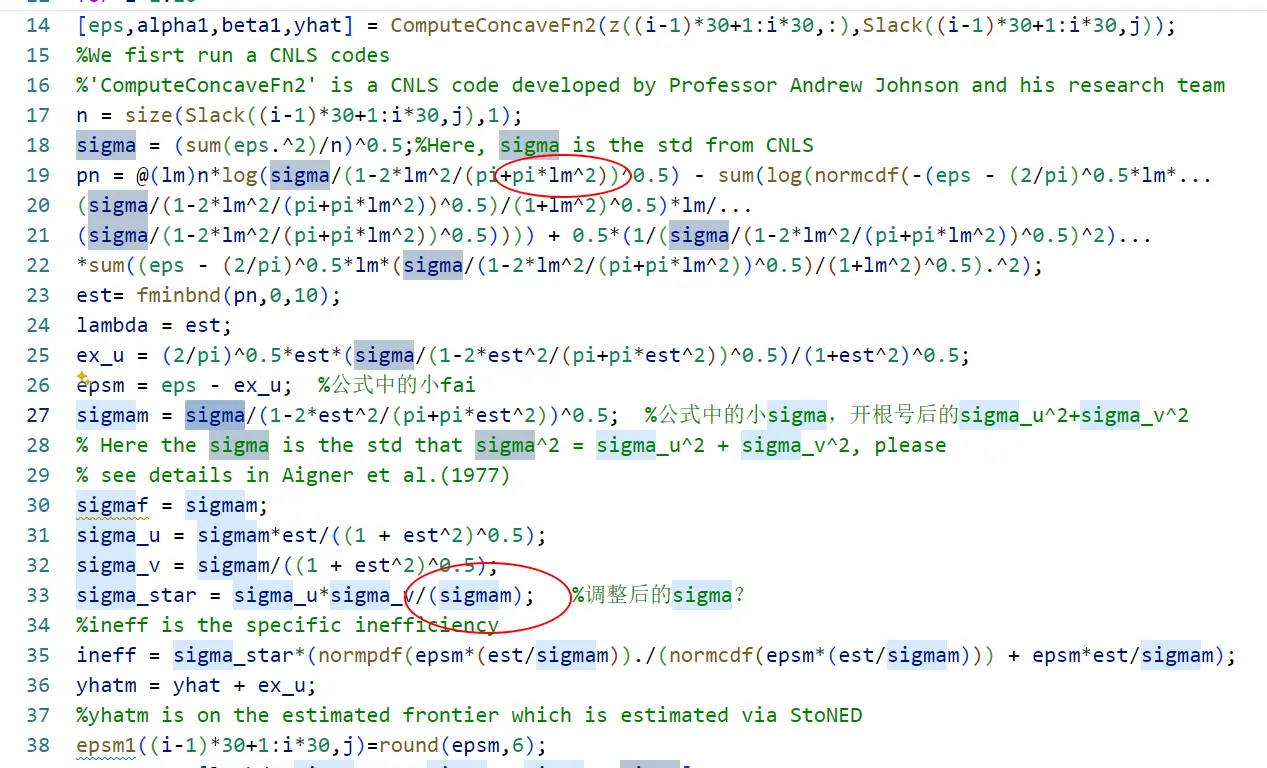 14 [eps,alpha1,beta1,yhat] = ComputeConcaveFn2(z((i-1)*30+1:i*30,:),Slack((i-1)*30+1:i*30,j));
15 %We fisrt run a CNLS codes
16 %'ComputeConcaveFn2' is a CNLS code developed by Professor Andrew Johnson and his research team
17 n = size(Slack((i-1)*30+1:i*30,j),1);
18 sigma = (sum(eps.^2)/n)^0.5;%Here, sigma is the std from CNLS
19 pn = @(lm)n*log(sigma/(1-2*lm^2/(pi+pi*lm^2))^0.5) - sum(log(normcdf(-(eps - (2/pi)^0.5*lm*...
20 (sigma/(1-2*lm^2/(pi+pi*lm^2))^0.5)/(1+lm^2)^0.5)*lm/...
21 (sigma/(1-2*lm^2/(pi+pi*lm^2))^0.5)))) + 0.5*(1/(sigma/(1-2*lm^2/(pi+pi*lm^2))^0.5)^2)...
22 *sum((eps - (2/pi)^0.5*lm*(sigma/(1-2*lm^2/(pi+pi*lm^2))^0.5)/(1+lm^2)^0.5).^2);
23 est= fminbnd(pn,0,10);
24 lambda = est;
25 ex_u = (2/pi)^0.5*est*(sigma/(1-2*est^2/(pi+pi*est^2))^0.5)/(1+est^2)^0.5;
26 epsm = eps - ex_u;  %公式中的小fai
27 sigmam = sigma/(1-2*est^2/(pi+pi*est^2))^0.5;  %公式中的小sigma，开根号后的sigma_u^2+sigma_v^2
28 % Here the sigma is the std that sigma^2 = sigma_u^2 + sigma_v^2, please
29 % see details in Aigner et al.(1977)
30 sigmaf = sigmam;
31 sigma_u = sigmam*est/((1 + est^2)^0.5);
32 sigma_v = sigmam/((1 + est^2)^0.5);
33 sigma_star = sigma_u*sigma_v/(sigmam);   %调整后的sigma？
34 %ineff is the specific inefficiency
35 ineff = sigma_star*(normpdf(epsm*(est/sigmam))./(normcdf(epsm*(est/sigmam))) + epsm*est/sigmam);
36 yhatm = yhat + ex_u;
37 %yhatm is on the estimated frontier which is estimated via StoNED
38 epsm1((i-1)*30+1:i*30,j)=round(epsm,6);